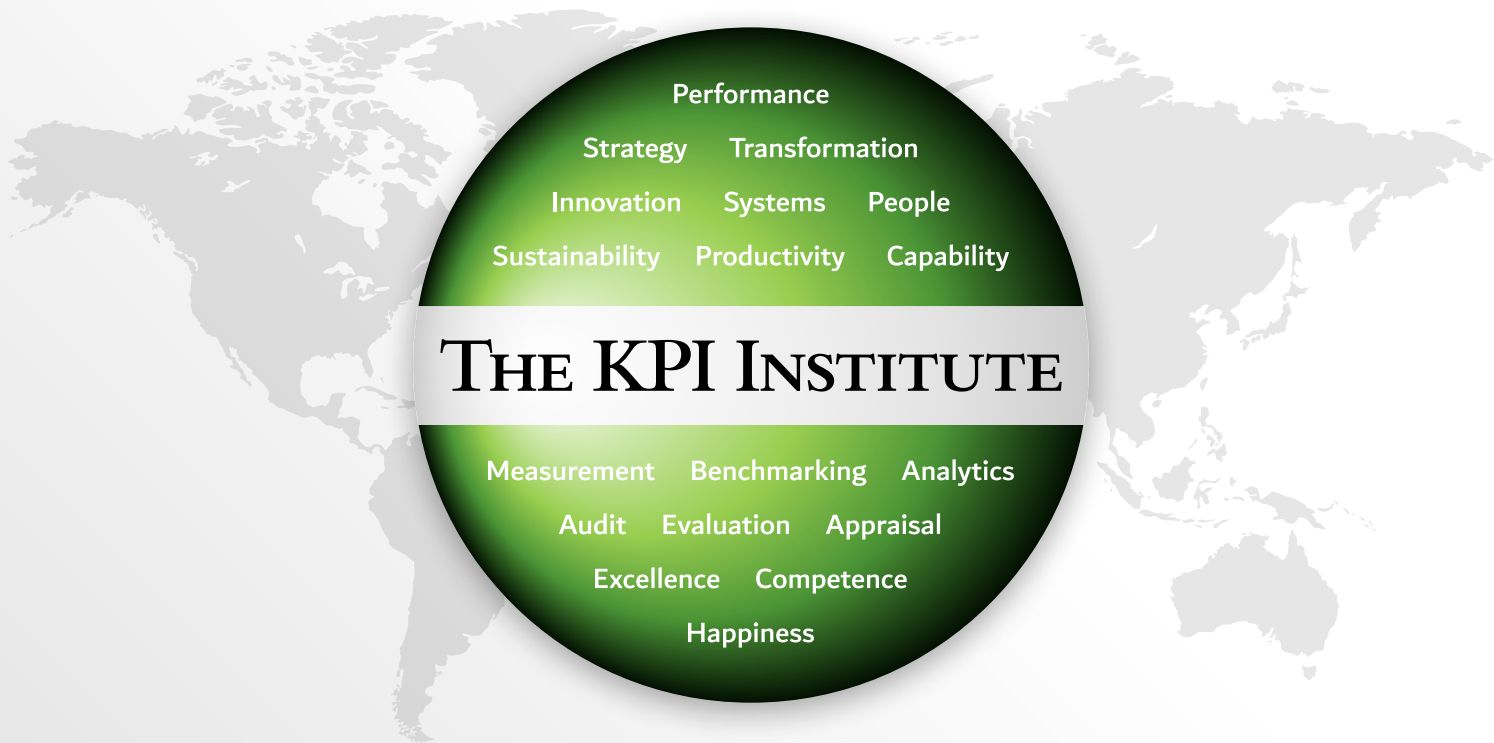 Performance
Strategy Transformation
Innovation Systems People
Sustainability Productivity Capability
The KPI Institute
Measurement Benchmarking Analytics
Audit Evaluation Appraisal
Excellence Competence
Happiness